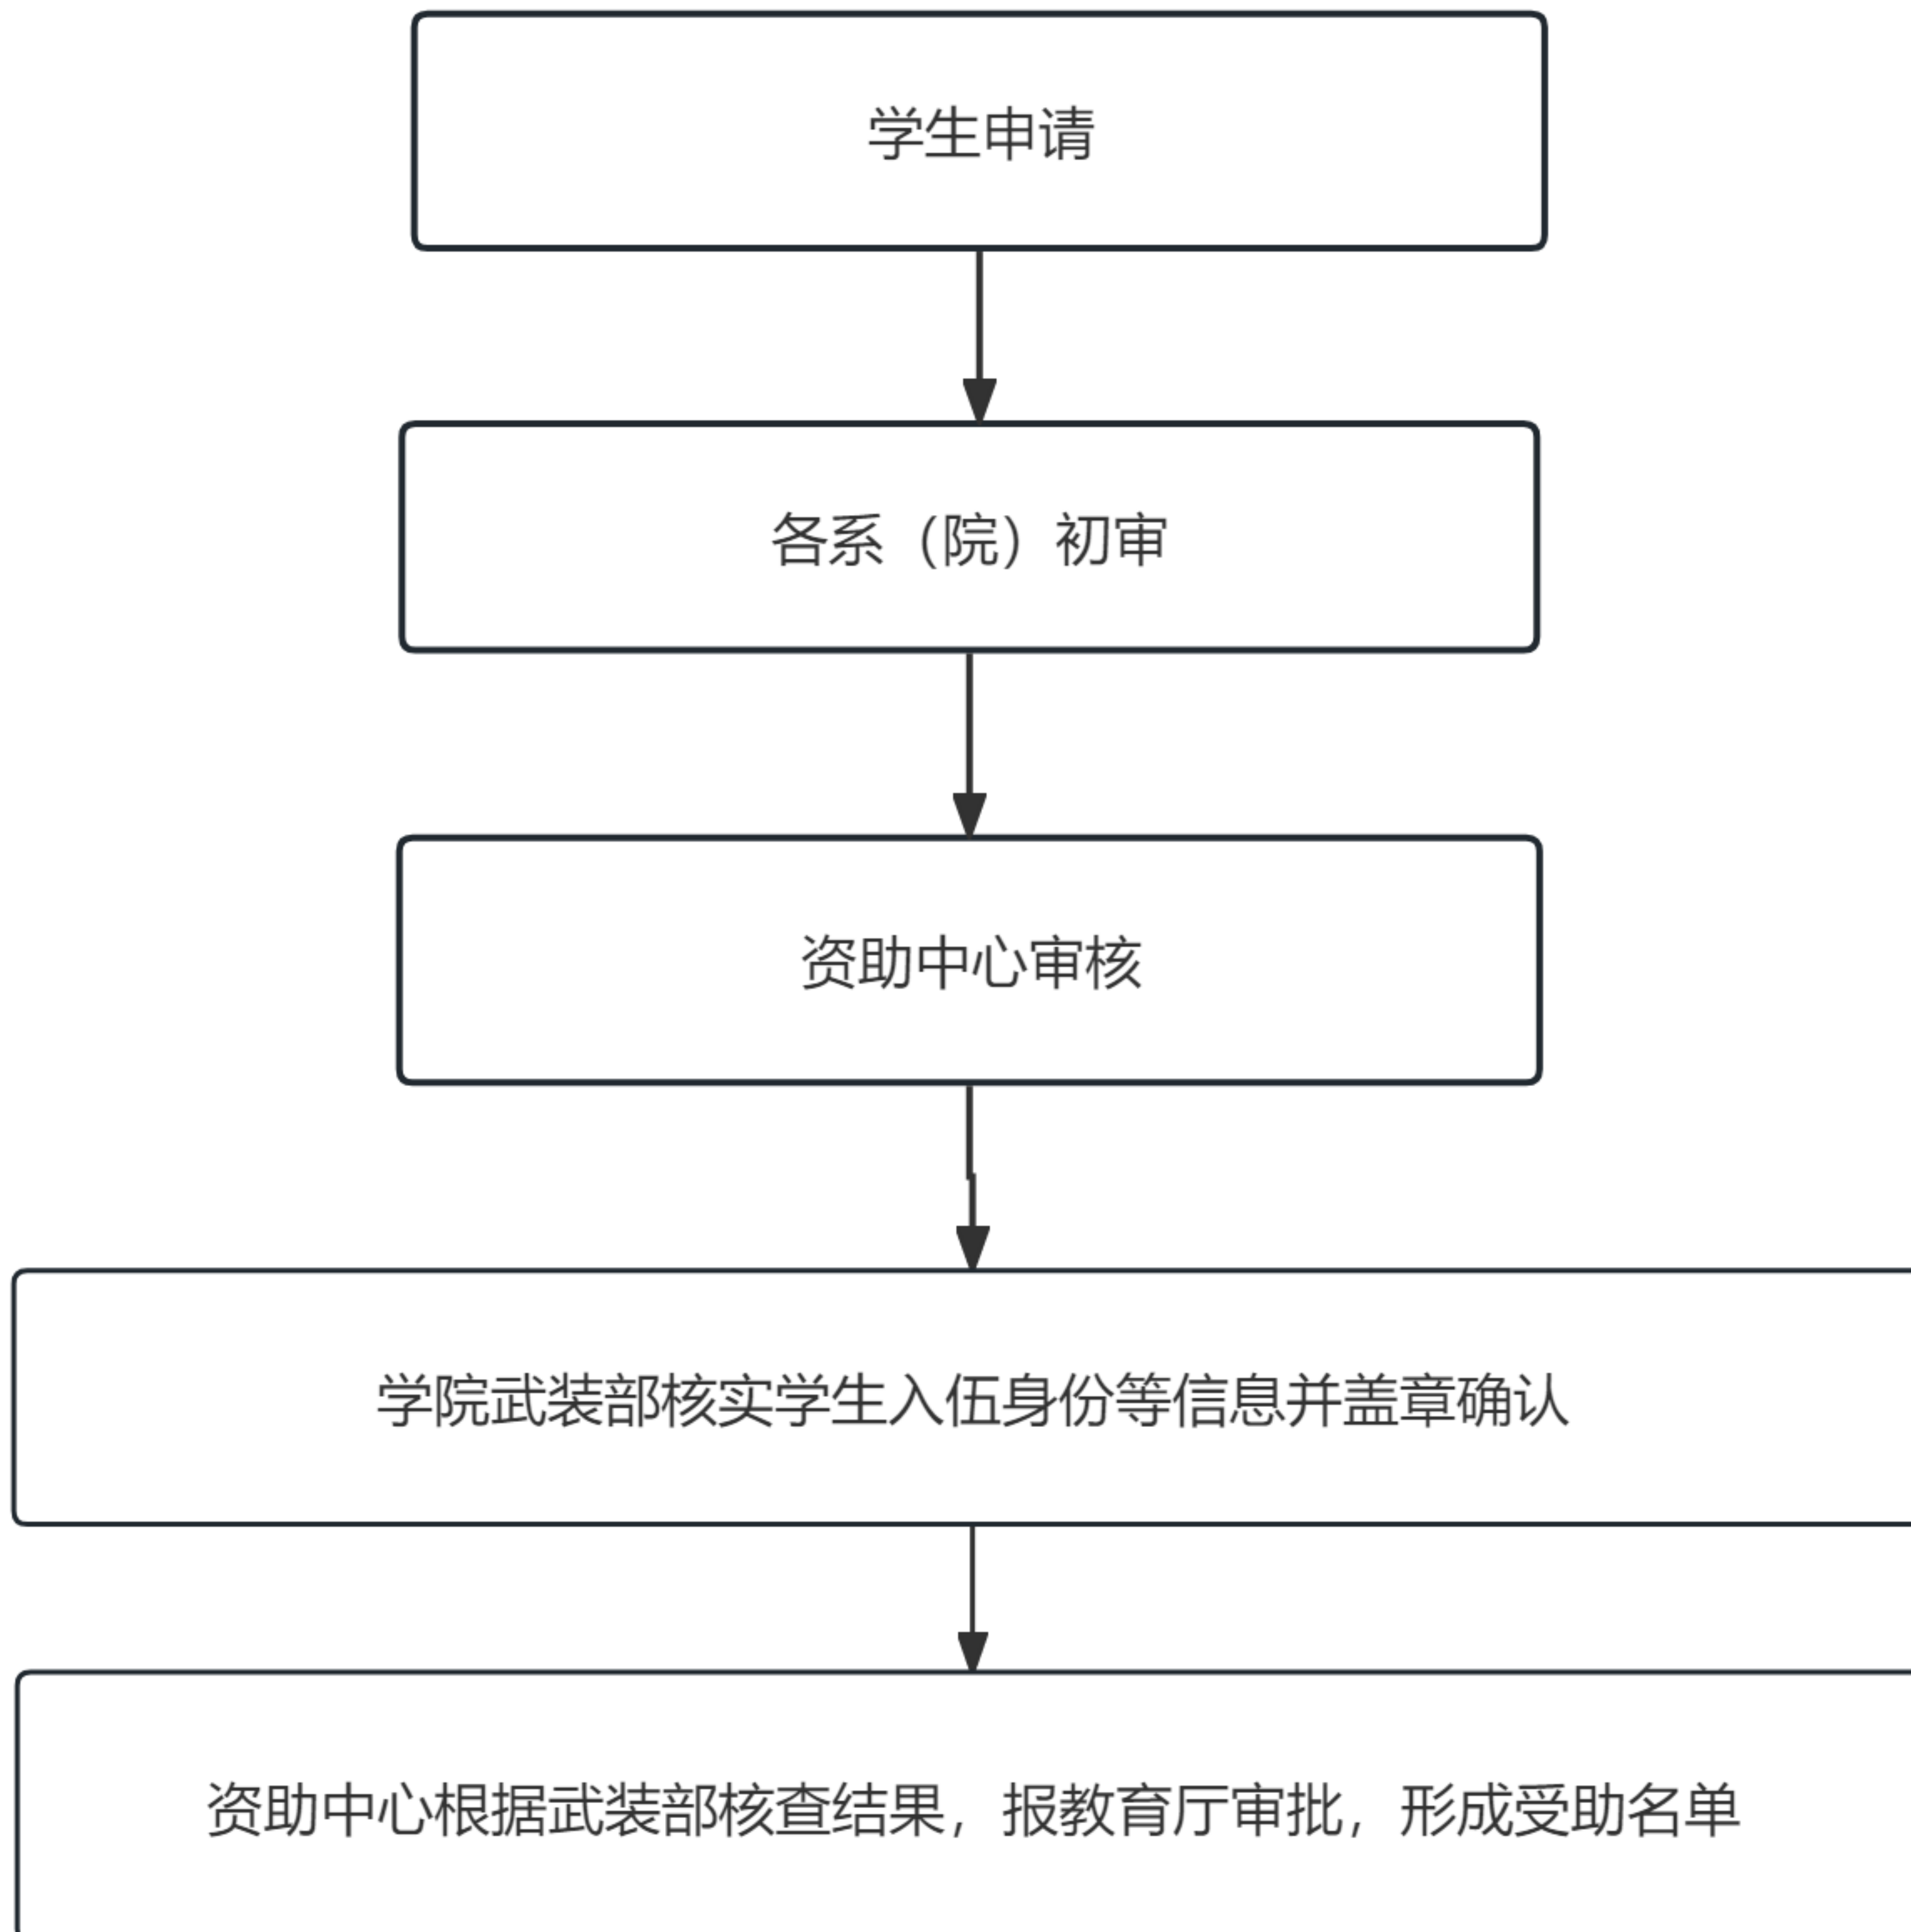 学生申请
各系（院）初审
资助中心审核
学院武装部核实学生入伍身份等信息并盖章确认
资助中心根据武装部核查结果，报教育厅审批，形成受助名单